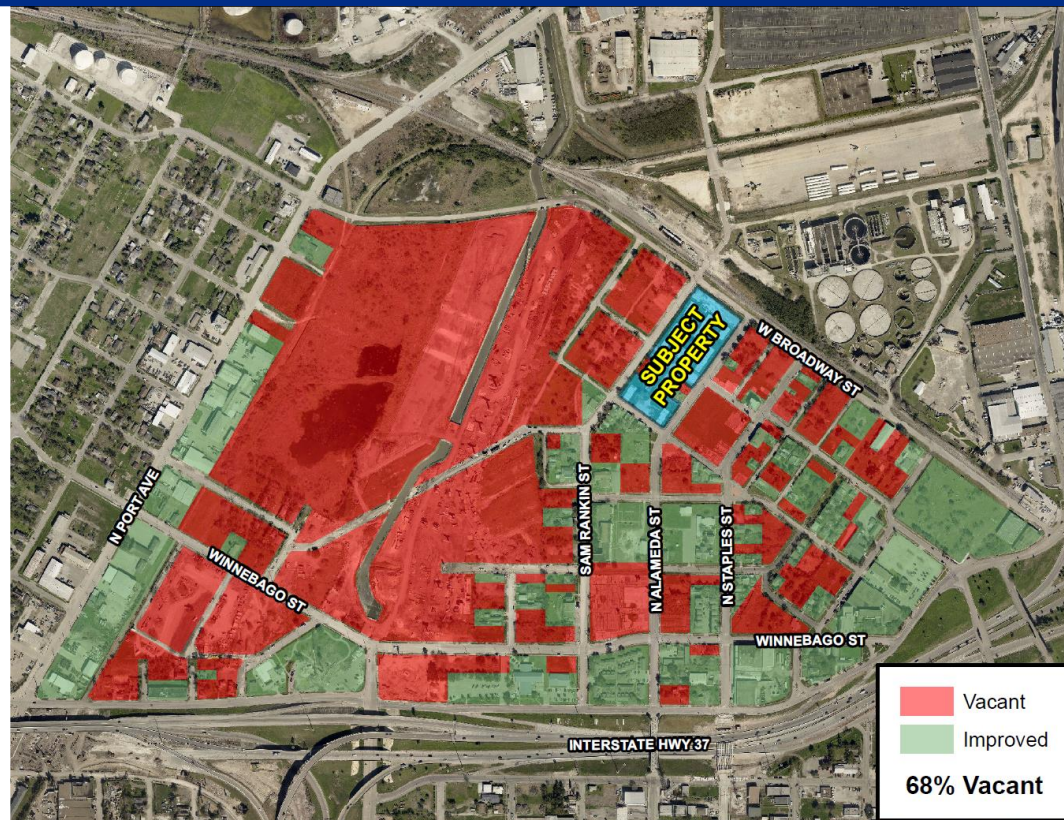 SUBJECT
PROPERTY
W BROADWAY ST
N PORT AVE
SAM RANKIN ST
N ALAMEDA ST
N STAPLES ST
WINNEBAGO ST
WINNEBAGO ST
INTERSTATE HWY 37
Vacant
Improved
68% Vacant